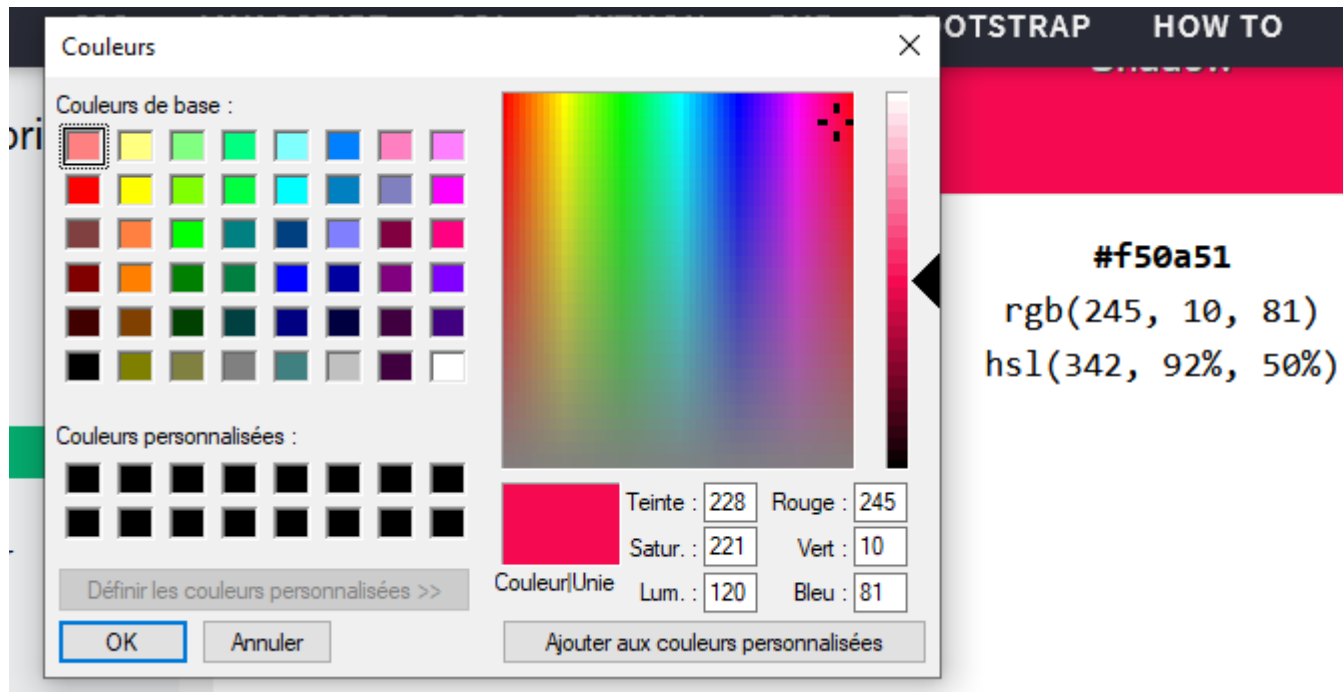 OTSTRAP HOW TO
Couleurs
Couleurs de base :
ori
#f50a51
rgb(245, 10, 81)
hsl(342, 92%, 50%)
Couleurs personnalisées :
Teinte : 228 Rouge : 245
Satur. : 221 Vert : 10
Couleur|Unie Lum. : 120 Bleu : 81
Définir les couleurs personnalisées >>
OK Annuler Ajouter aux couleurs personnalisées